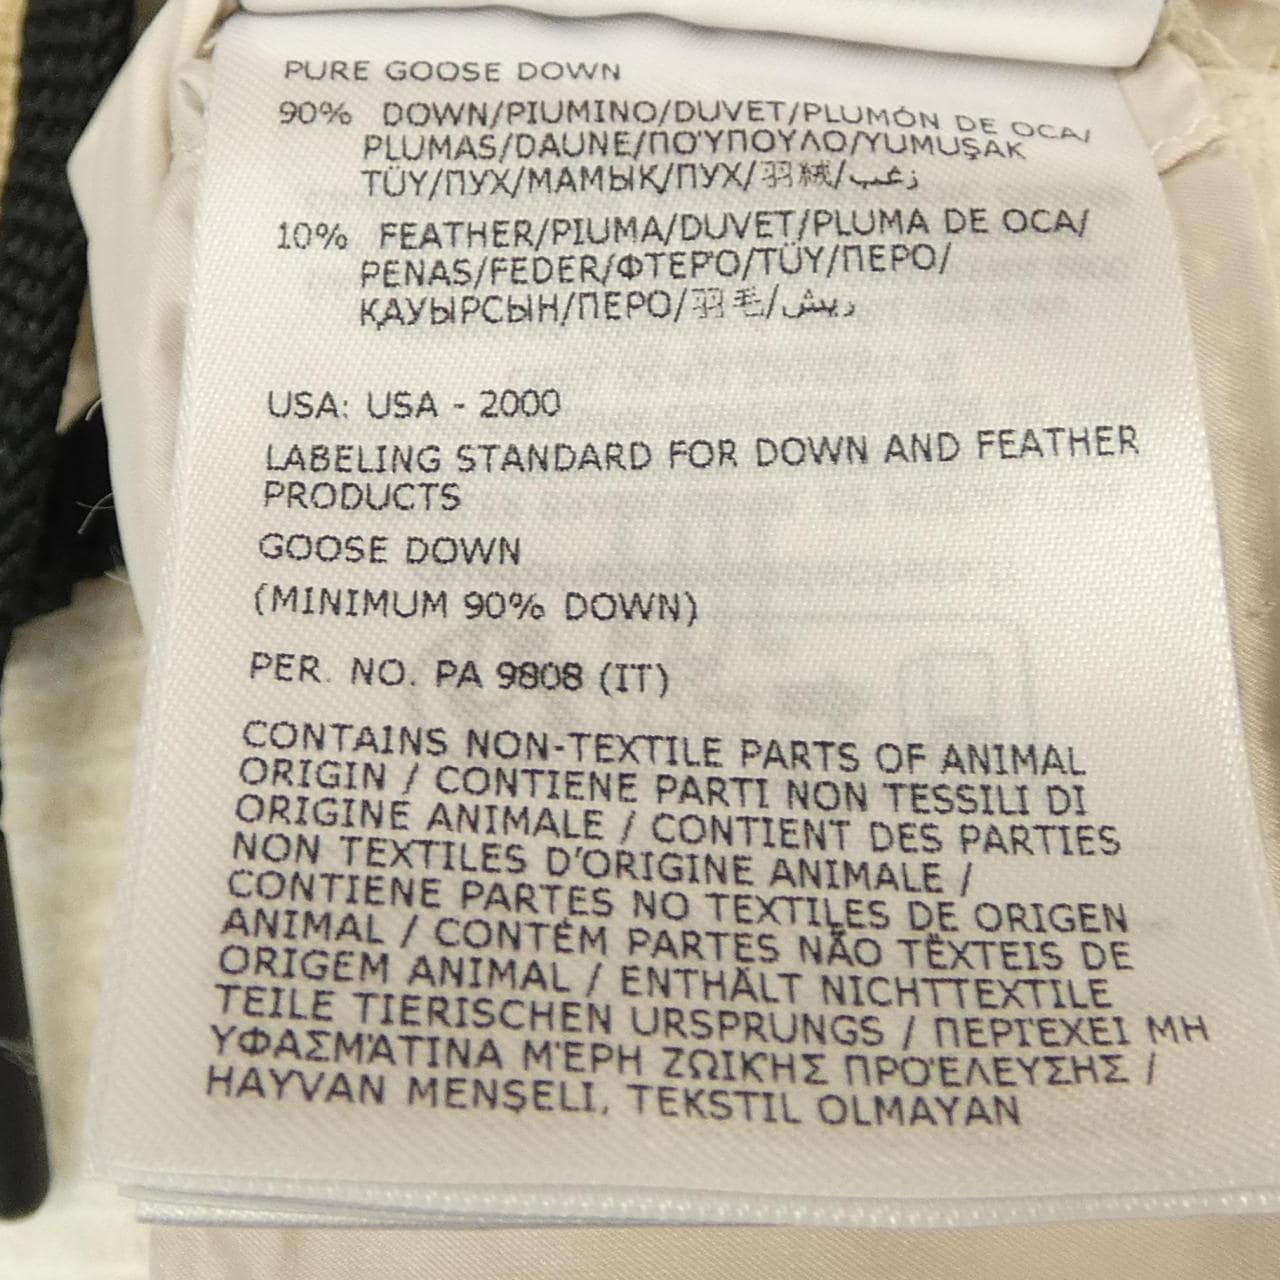 PURE GOOSE DOWN
90% DOWN/PIUMINO/DUVET/PLUMÓN DE OCA/
PLUMAS/DAUNE/ΠΟΎΠΟΥΛΟ/YUMUŞAK
TÜY/ПУХ/МАМЫҚ/ПУХ/羽絨/زغب
10% FEATHER/PIUMA/DUVET/PLUMA DE OCA/
PENAS/FEDER/ΦΤΕΡΌ/TÜY/ПЕРО/
ҚАУЫРСЫН/ПЕРО/羽毛/ريش
USA: USA - 2000
LABELING STANDARD FOR DOWN AND FEATHER
PRODUCTS
GOOSE DOWN
(MINIMUM 90% DOWN)
PER. NO. PA 9808 (IT)
CONTAINS NON-TEXTILE PARTS OF ANIMAL
ORIGIN / CONTIENE PARTI NON TESSILI DI
ORIGINE ANIMALE / CONTIENT DES PARTIES
NON TEXTILES D'ORIGINE ANIMALE /
CONTIENE PARTES NO TEXTILES DE ORIGEN
ANIMAL / CONTÉM PARTES NÃO TÊXTEIS DE
ORIGEM ANIMAL / ENTHÄLT NICHTTEXTILE
TEILE TIERISCHEN URSPRUNGS / ΠΕΡΙΈΧΕΙ ΜΗ
ΥΦΑΣΜΆΤΙΝΑ ΜΈΡΗ ΖΩΙΚΉΣ ΠΡΟΈΛΕΥΣΗΣ /
HAYVAN MENŞELİ, TEKSTIL OLMAYAN